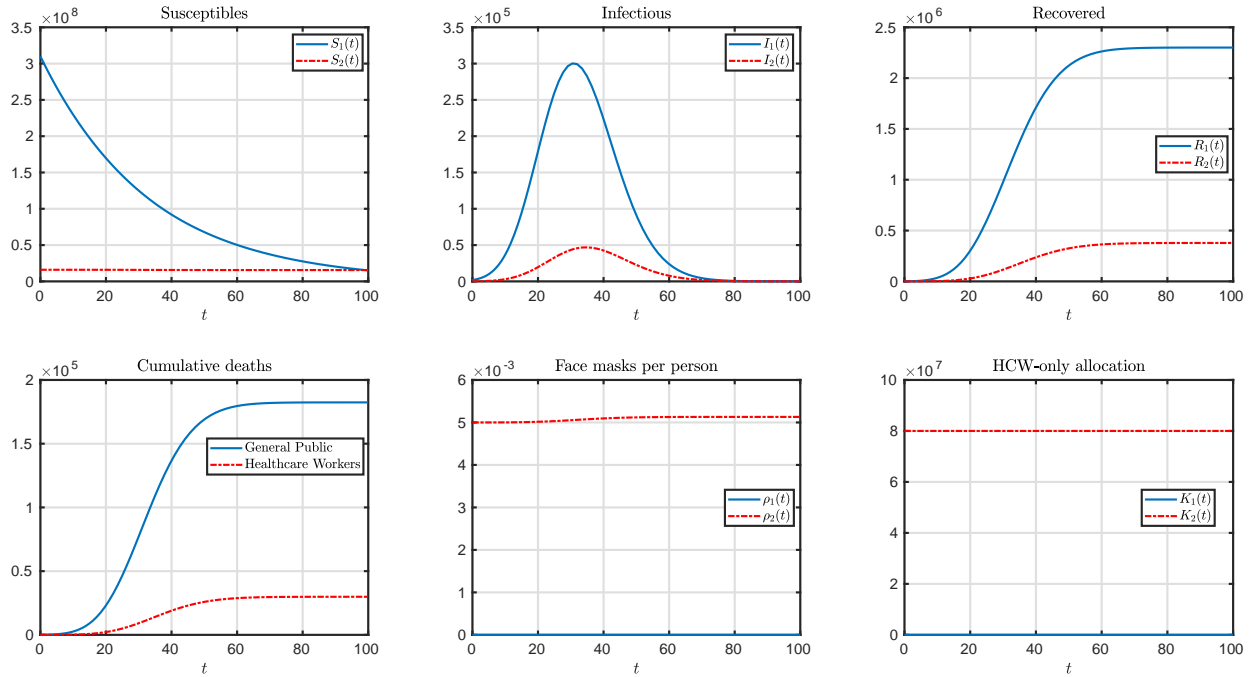 Susceptibles
×10^8
3.5
3
2.5
2
1.5
1
0.5
0
0 20 40 60 80 100
t
S₁(t)
S₂(t)
Infectious
×10^5
3.5
3
2.5
2
1.5
1
0.5
0
0 20 40 60 80 100
t
I₁(t)
I₂(t)
Recovered
×10^6
2.5
2
1.5
1
0.5
0
0 20 40 60 80 100
t
R₁(t)
R₂(t)
Cumulative deaths
×10^5
2
1.5
1
0.5
0
0 20 40 60 80 100
t
General Public
Healthcare Workers
Face masks per person
×10^-3
6
5
4
3
2
1
0
0 20 40 60 80 100
t
ρ₁(t)
ρ₂(t)
HCW-only allocation
×10^7
10
8
6
4
2
0
0 20 40 60 80 100
t
K₁(t)
K₂(t)